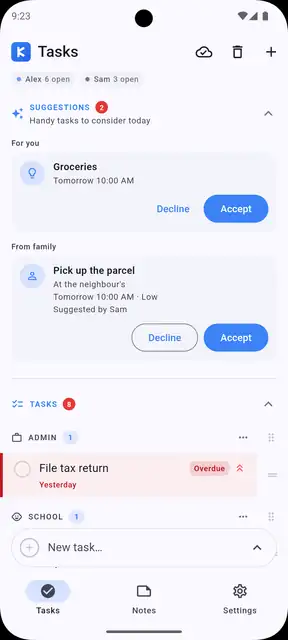 9:23
Tasks
Alex 6 open
Sam 3 open
SUGGESTIONS 2
Handy tasks to consider today
For you
Groceries
Tomorrow 10:00 AM
Decline
Accept
From family
Pick up the parcel
At the neighbour's
Tomorrow 10:00 AM · Low
Suggested by Sam
Decline
Accept
TASKS 8
ADMIN 1
File tax return
Overdue
Yesterday
SCHOOL 1
New task...
Tasks
Notes
Settings